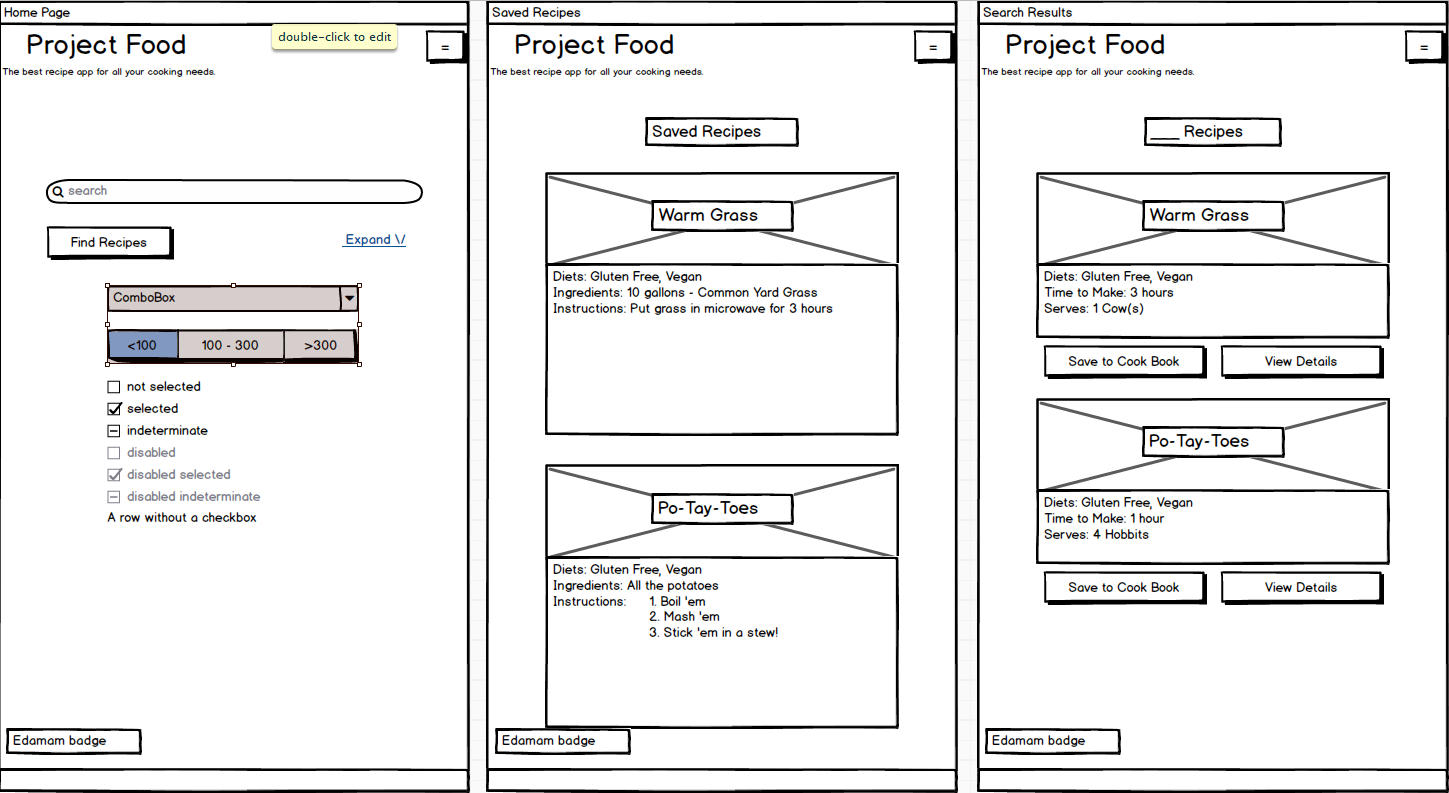 Home Page
Project Food
double-click to edit
=
The best recipe app for all your cooking needs.
search
Find Recipes
Expand \/
ComboBox
<100 100 - 300 >300
not selected
selected
indeterminate
disabled
disabled selected
disabled indeterminate
A row without a checkbox
Edamam badge
Saved Recipes
Project Food
=
The best recipe app for all your cooking needs.
Saved Recipes
Warm Grass
Diets: Gluten Free, Vegan
Ingredients: 10 gallons - Common Yard Grass
Instructions: Put grass in microwave for 3 hours
Po-Tay-Toes
Diets: Gluten Free, Vegan
Ingredients: All the potatoes
Instructions: 1. Boil 'em
2. Mash 'em
3. Stick 'em in a stew!
Edamam badge
Search Results
Project Food
=
The best recipe app for all your cooking needs.
____ Recipes
Warm Grass
Diets: Gluten Free, Vegan
Time to Make: 3 hours
Serves: 1 Cow(s)
Save to Cook Book View Details
Po-Tay-Toes
Diets: Gluten Free, Vegan
Time to Make: 1 hour
Serves: 4 Hobbits
Save to Cook Book View Details
Edamam badge